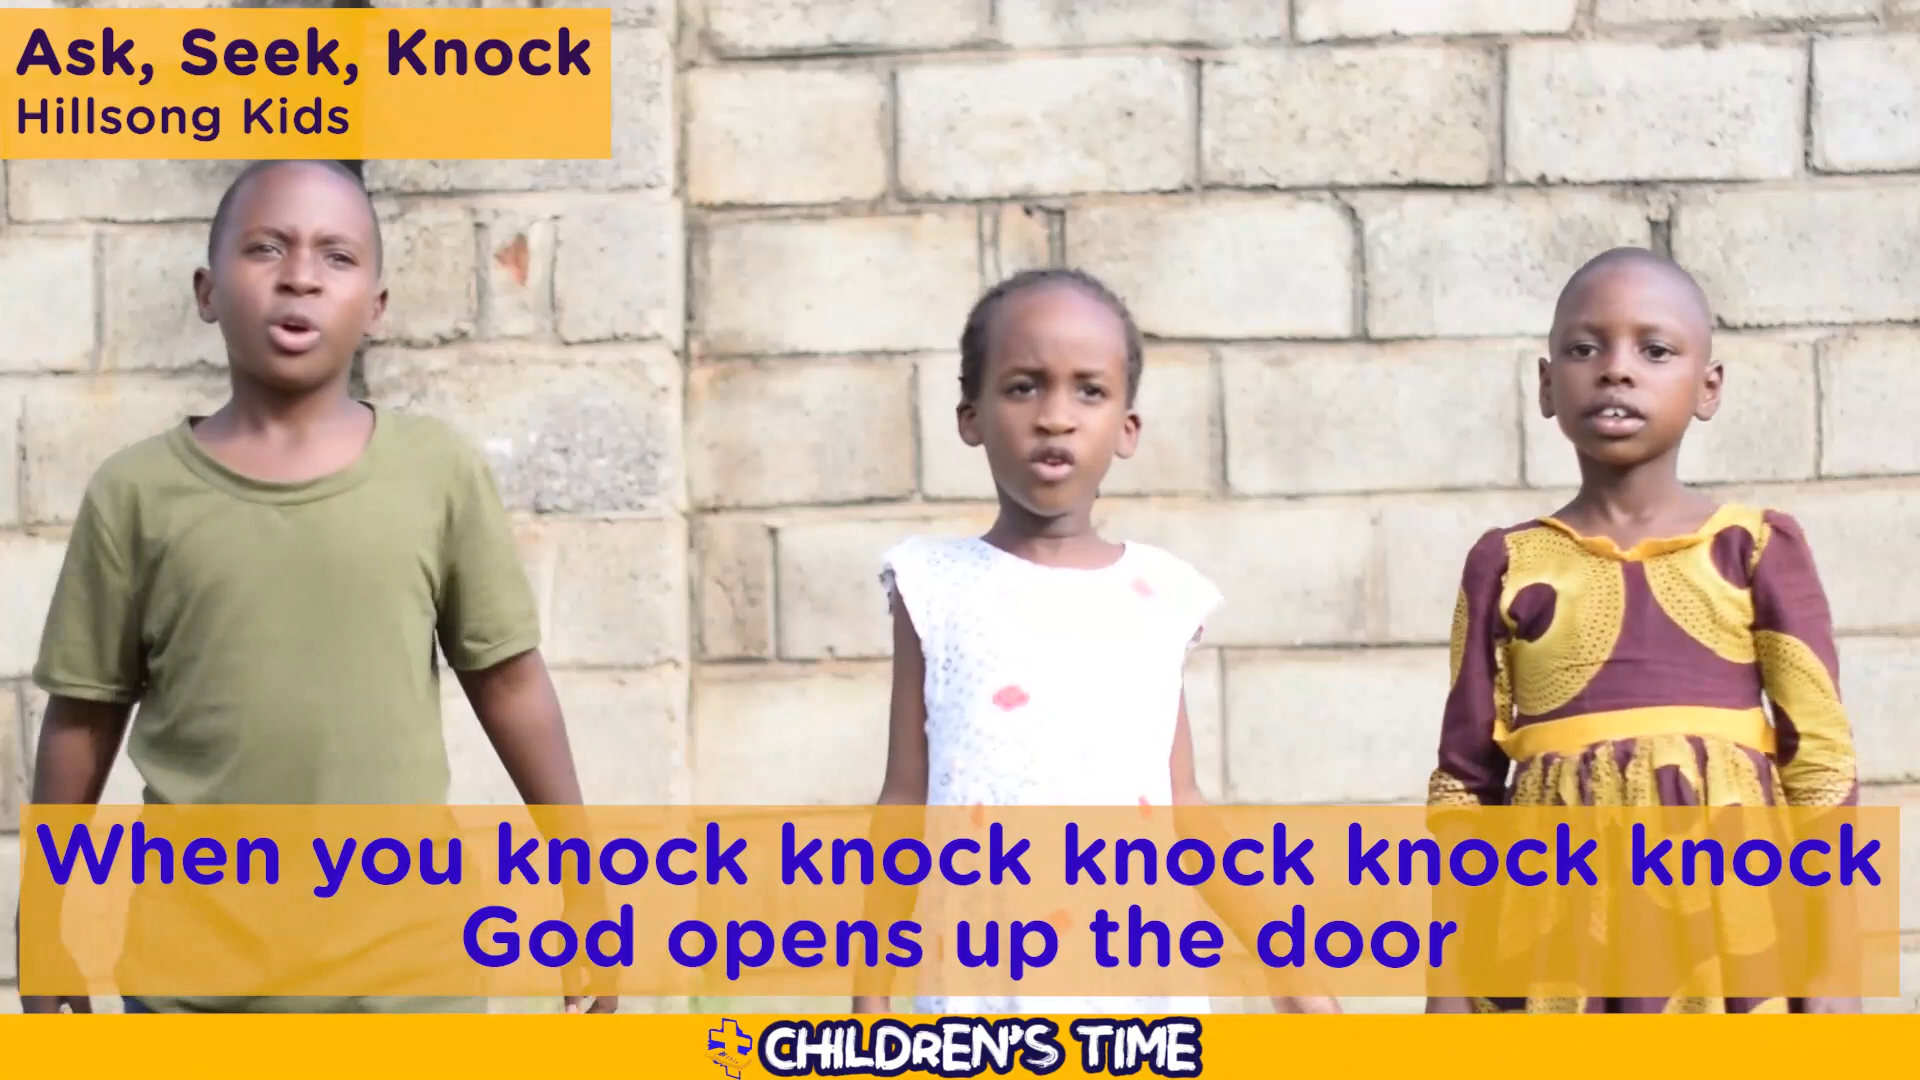 Ask, Seek, Knock
Hillsong Kids
When you knock knock knock knock knock
God opens up the door
CHILDREN'S TIME